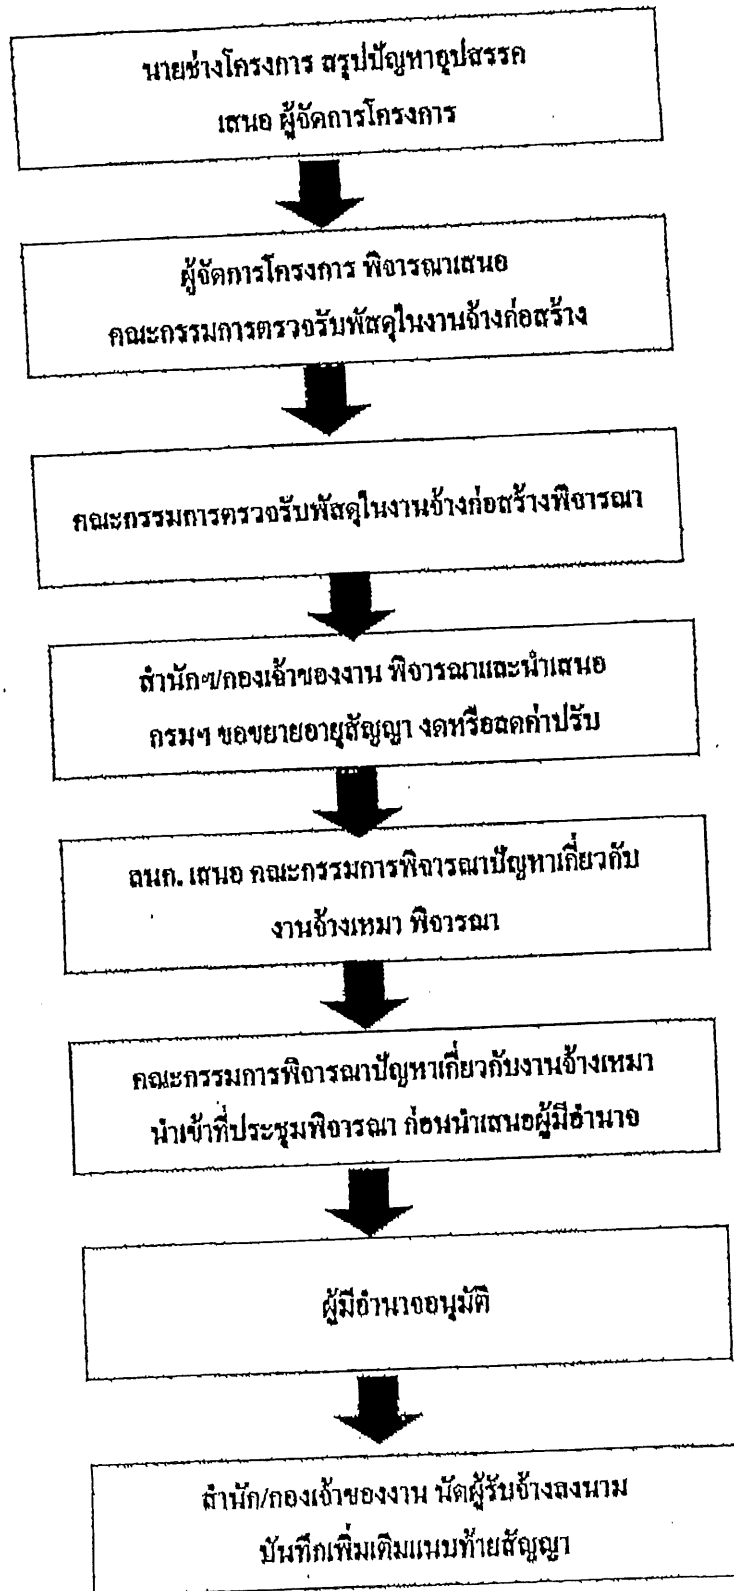 นายช่างโครงการ สรุปปัญหาอุปสรรค
เสนอ ผู้จัดการโครงการ
ผู้จัดการโครงการ พิจารณาเสนอ
คณะกรรมการตรวจรับพัสดุในงานจ้างก่อสร้าง
คณะกรรมการตรวจรับพัสดุในงานจ้างก่อสร้างพิจารณา
สำนักฯ/กองเจ้าของงาน พิจารณาและนำเสนอ
กรมฯ ขอขยายอายุสัญญา งดหรือลดค่าปรับ
ลนก. เสนอ คณะกรรมการพิจารณาปัญหาเกี่ยวกับ
งานจ้างเหมา พิจารณา
คณะกรรมการพิจารณาปัญหาเกี่ยวกับงานจ้างเหมา
นำเข้าที่ประชุมพิจารณา ก่อนนำเสนอผู้มีอำนาจ
ผู้มีอำนาจอนุมัติ
สำนัก/กองเจ้าของงาน นัดผู้รับจ้างลงนาม
บันทึกเพิ่มเติมแนบท้ายสัญญา